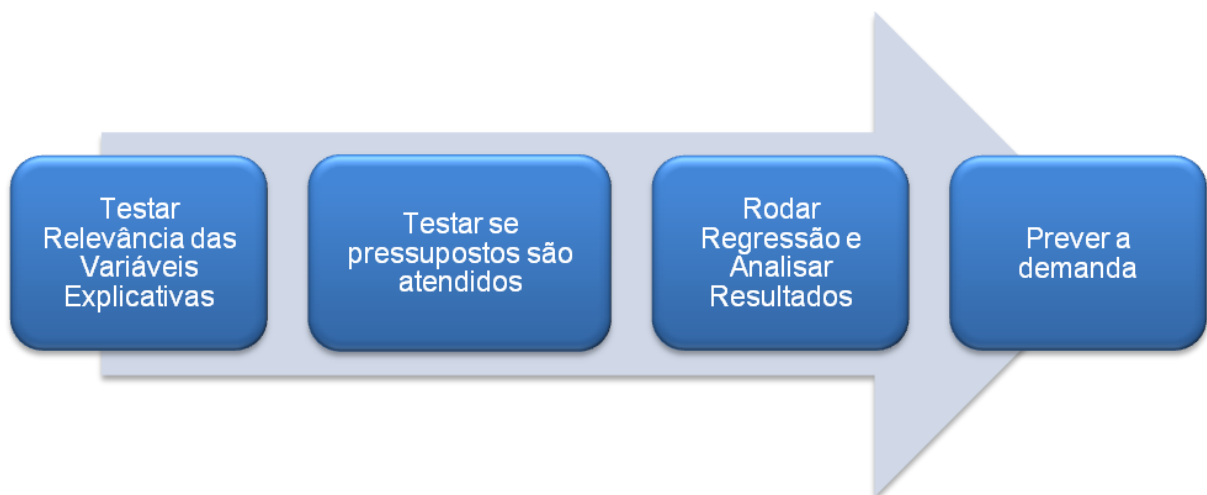 Testar
Relevância das
Variáveis
Explicativas
Testar se
pressupostos são
atendidos
Rodar
Regressão e
Analisar
Resultados
Prever a
demanda